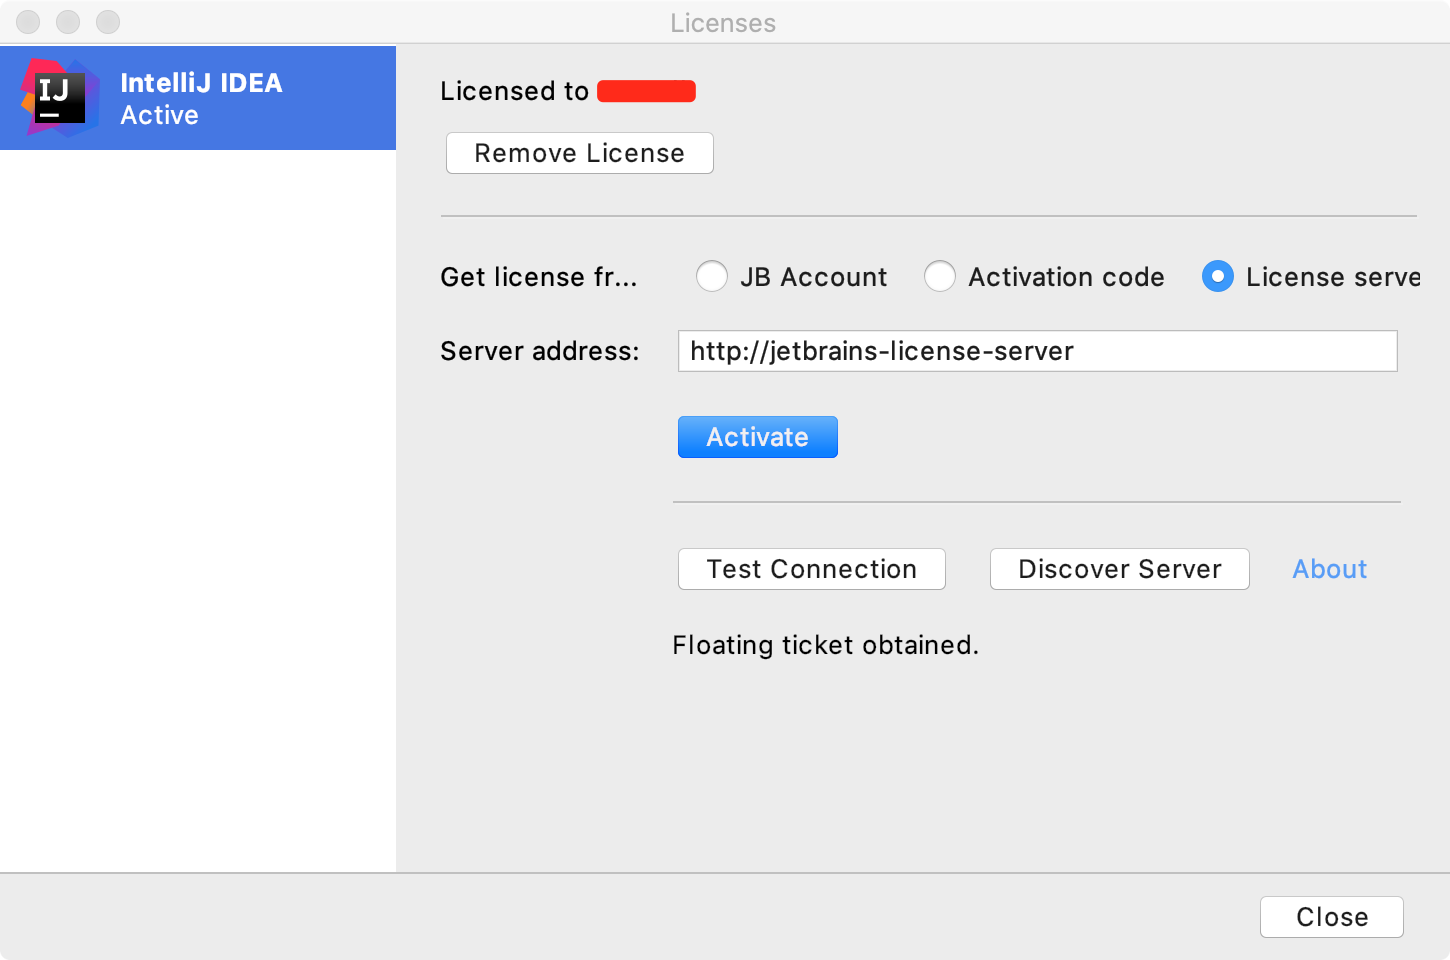 Licenses
IJ
IntelliJ IDEA
Active
Licensed to
Remove License
Get license fr... JB Account Activation code License serve
Server address: http://jetbrains-license-server
Activate
Test Connection Discover Server About
Floating ticket obtained.
Close